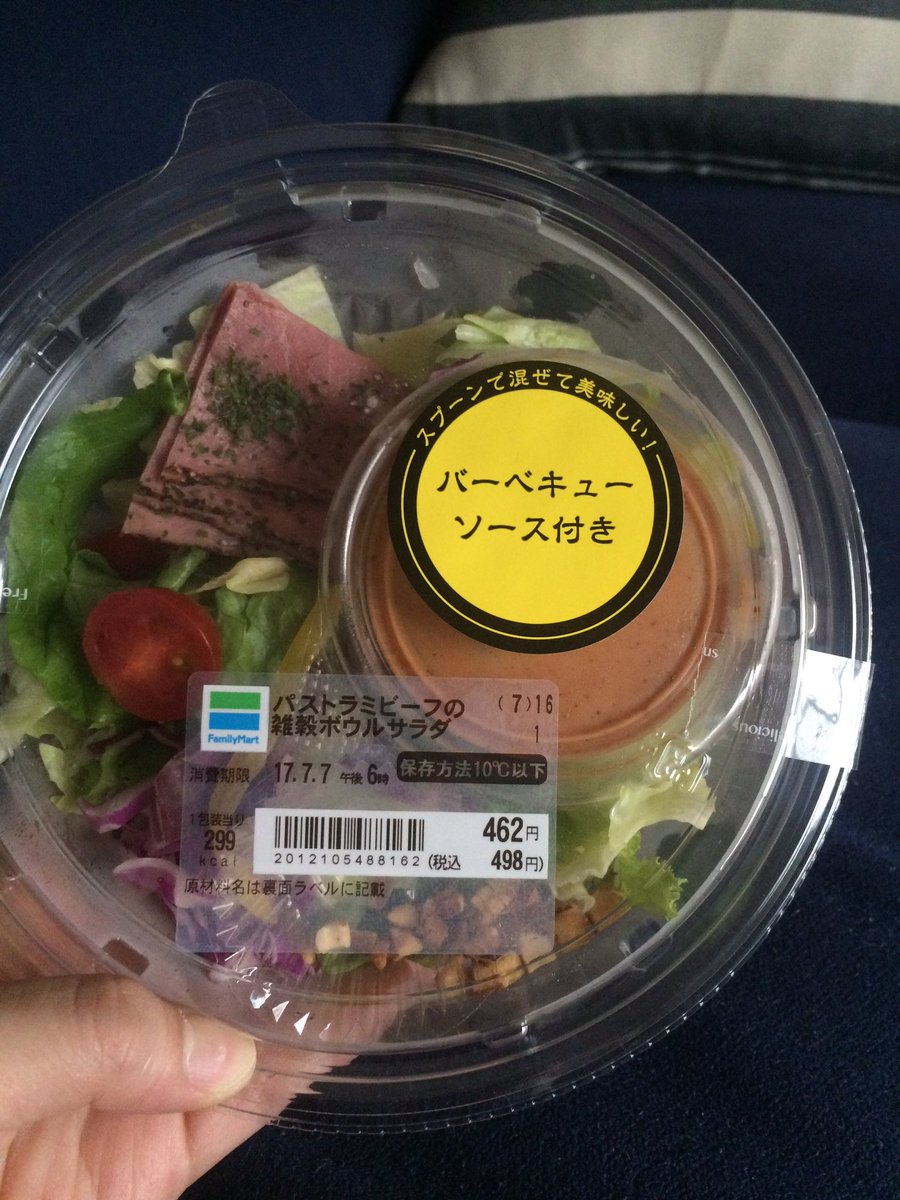 スプーンで混ぜて美味しい!
バーベキュー
ソース付き
FamilyMart
パストラミビーフの
雑穀ボウルサラダ
(7)16
1
消費期限 17.7.7 午後6時 保存方法10℃以下
1包装当り
299
kcal
462円
2012105488162 (税込 498円)
原材料名は裏面ラベルに記載